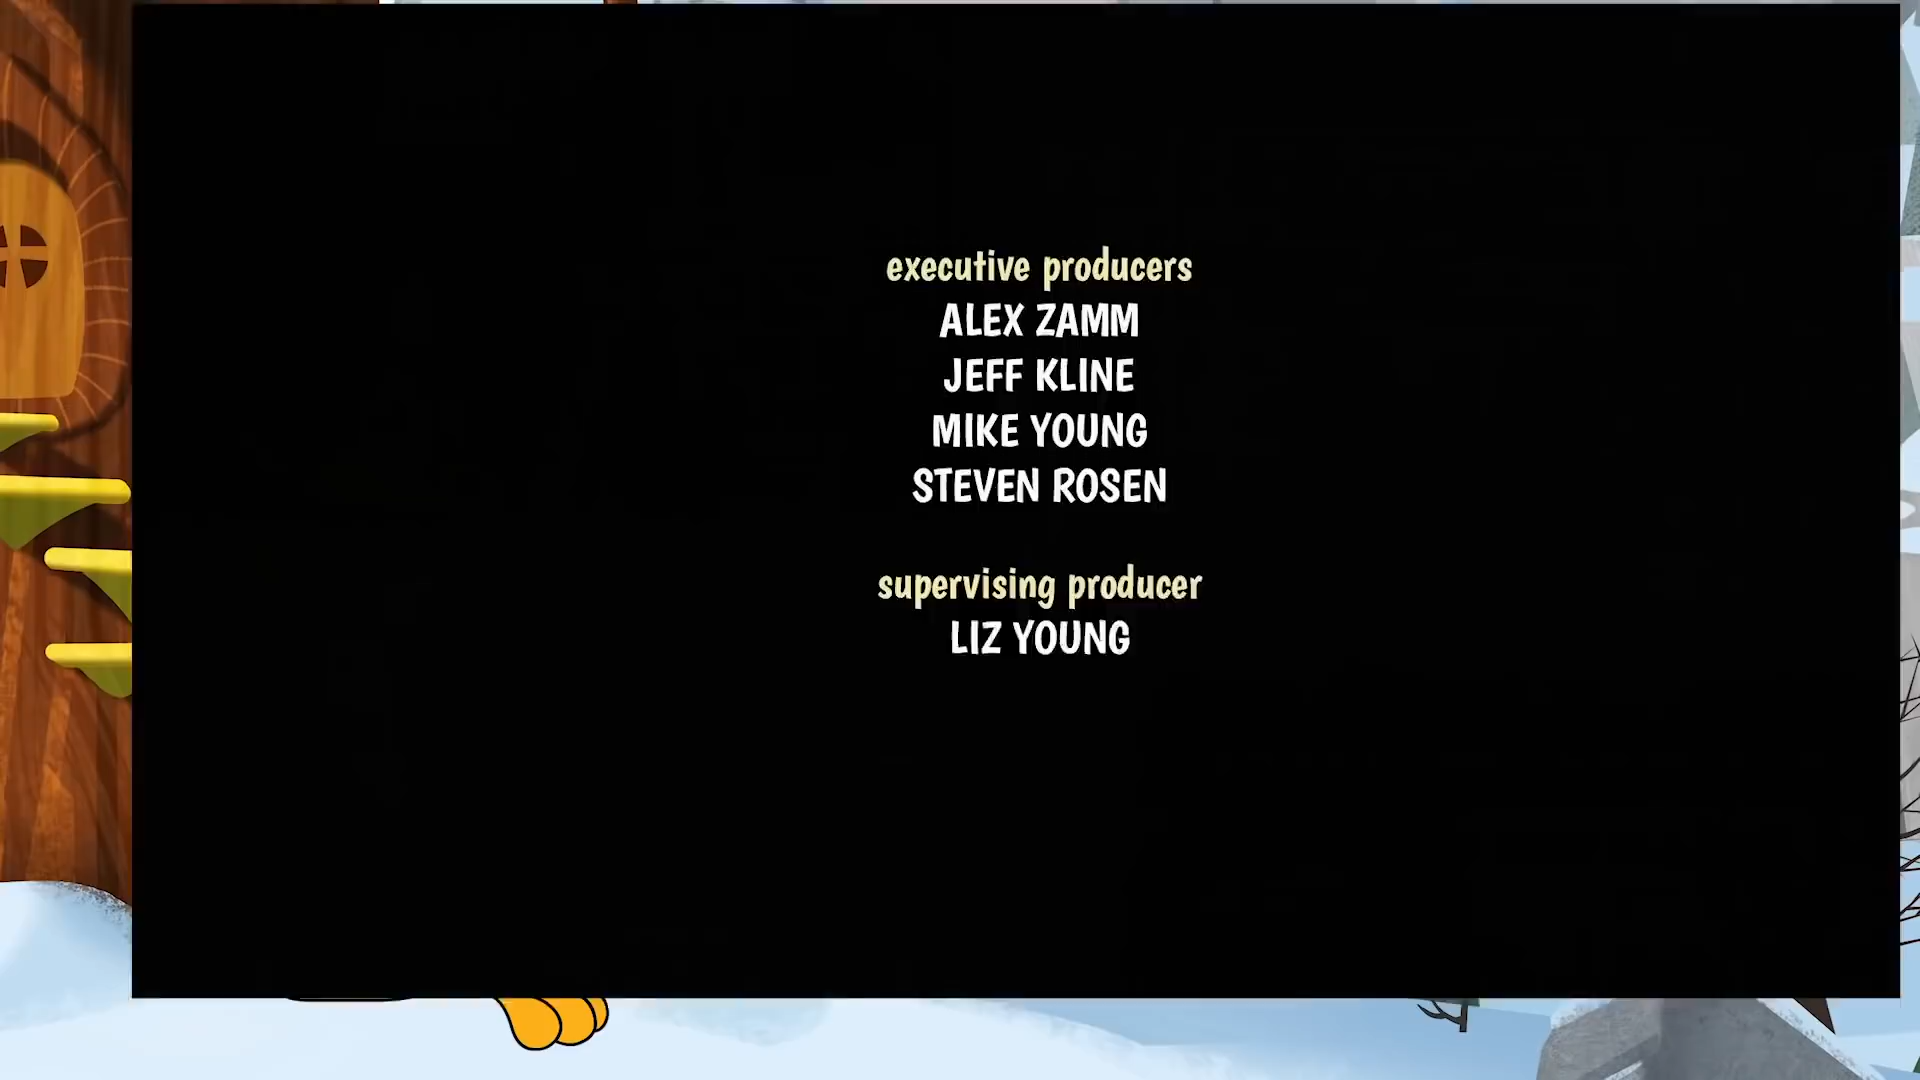 executive producers
ALEX ZAMM
JEFF KLINE
MIKE YOUNG
STEVEN ROSEN
supervising producer
LIZ YOUNG